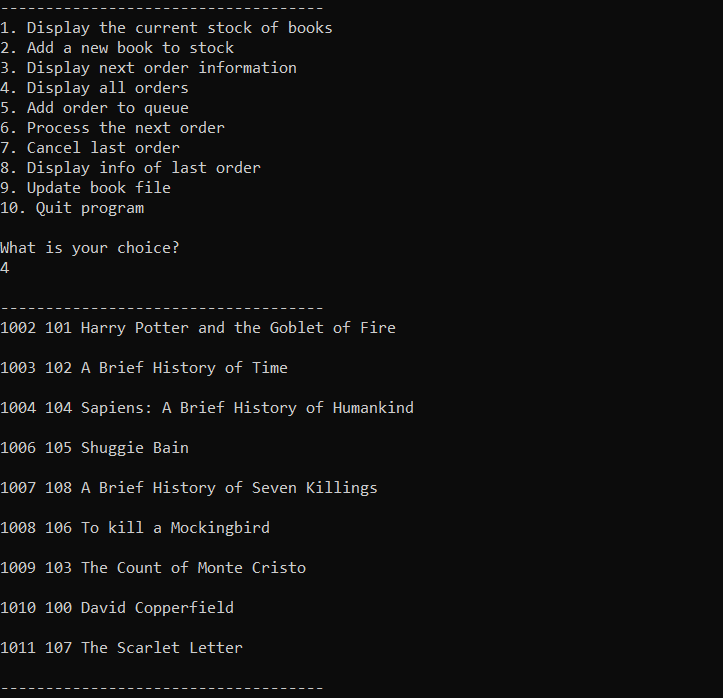 ------------------------------------
1. Display the current stock of books
2. Add a new book to stock
3. Display next order information
4. Display all orders
5. Add order to queue
6. Process the next order
7. Cancel last order
8. Display info of last order
9. Update book file
10. Quit program
What is your choice?
4
------------------------------------
1002 101 Harry Potter and the Goblet of Fire
1003 102 A Brief History of Time
1004 104 Sapiens: A Brief History of Humankind
1006 105 Shuggie Bain
1007 108 A Brief History of Seven Killings
1008 106 To kill a Mockingbird
1009 103 The Count of Monte Cristo
1010 100 David Copperfield
1011 107 The Scarlet Letter
------------------------------------